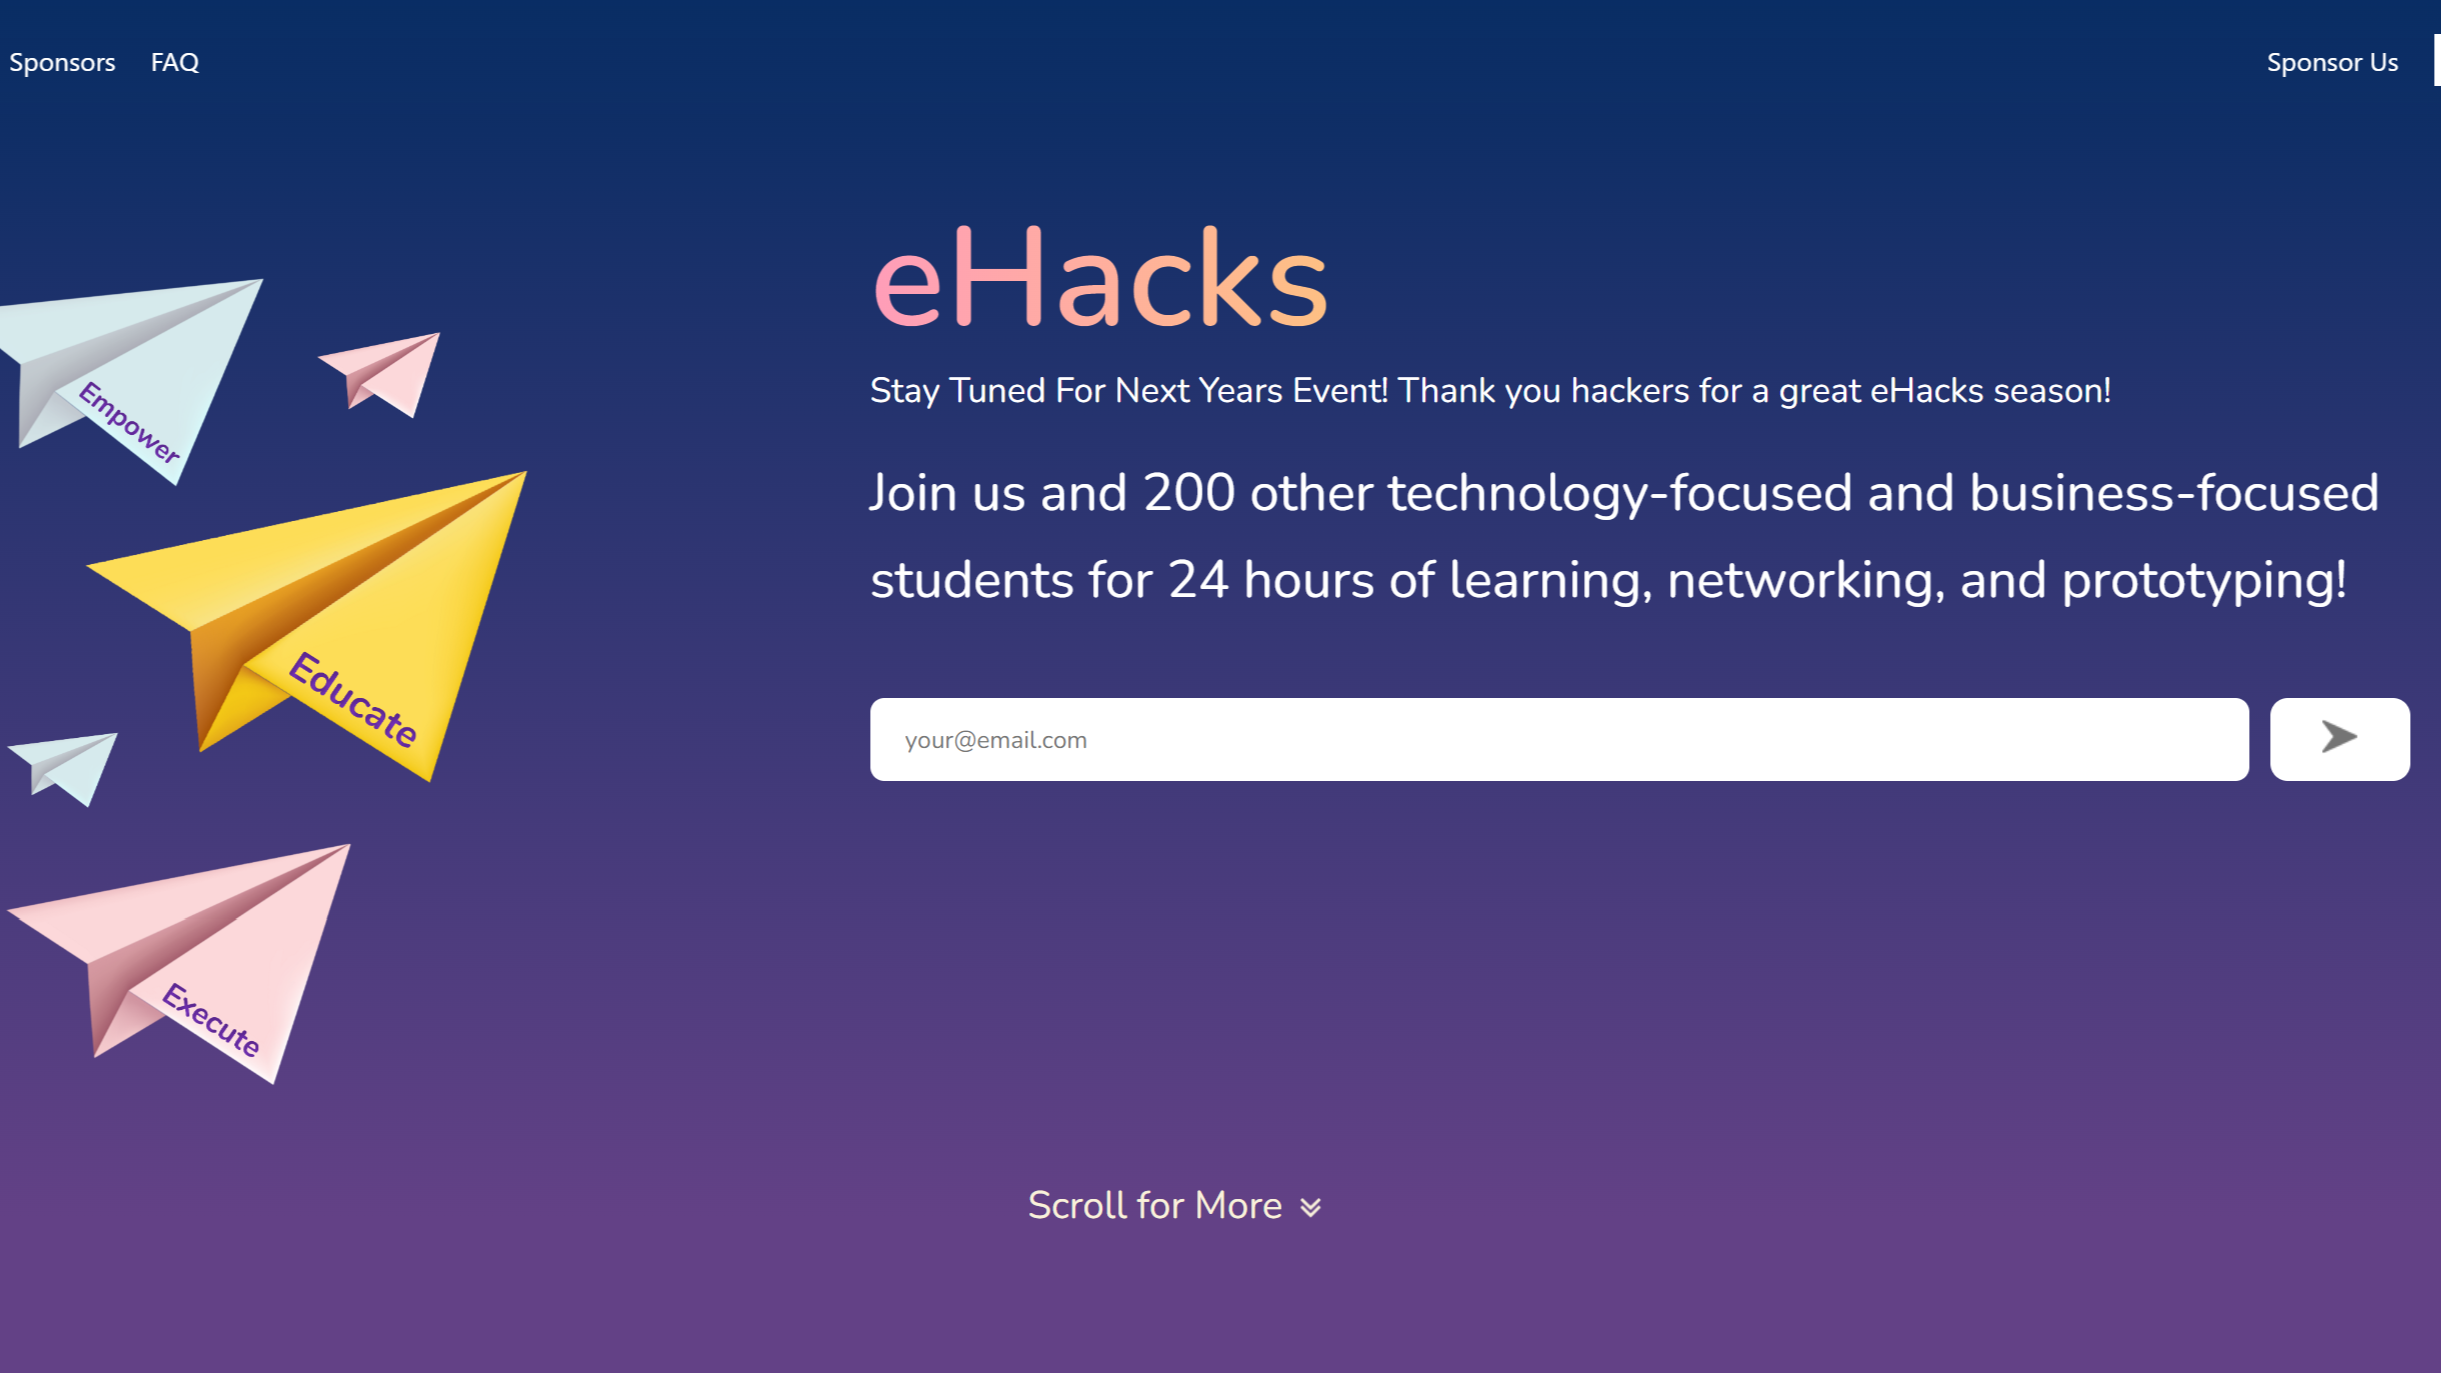 Sponsors FAQ Sponsor Us
eHacks
Stay Tuned For Next Years Event! Thank you hackers for a great eHacks season!
Join us and 200 other technology-focused and business-focused
students for 24 hours of learning, networking, and prototyping!
your@email.com
Empower
Educate
Execute
Scroll for More